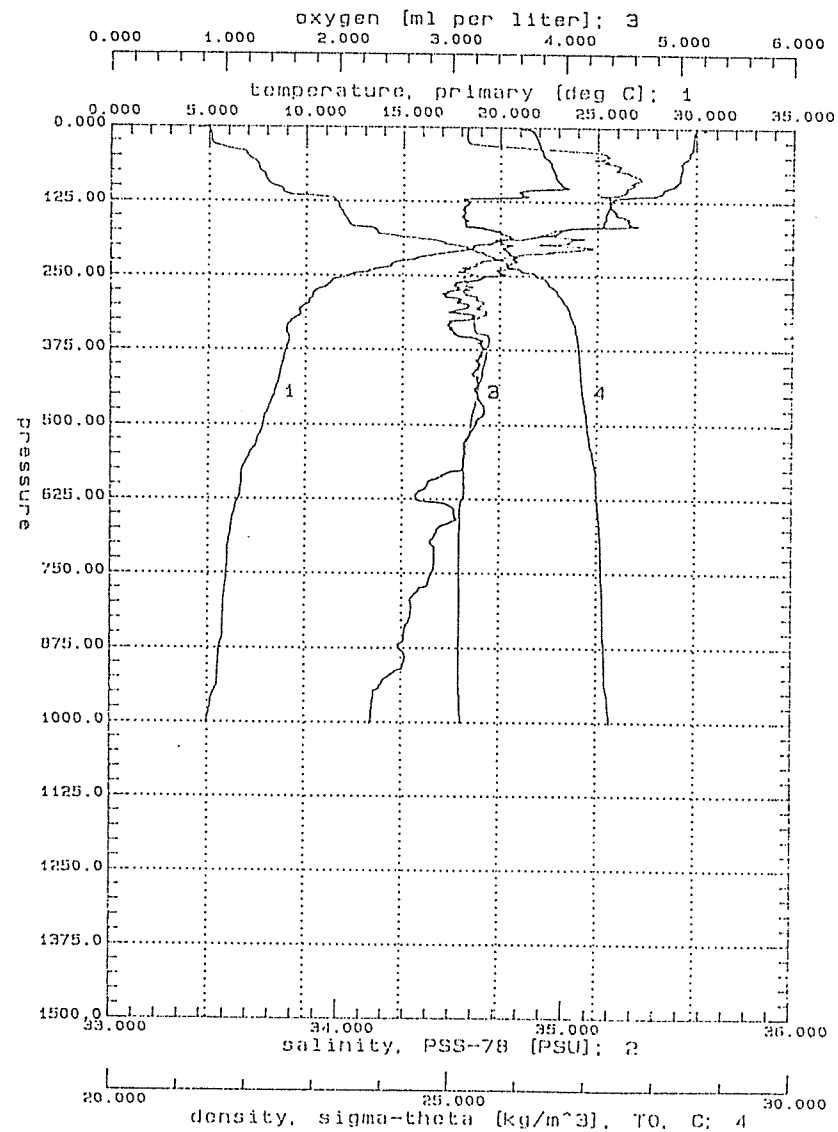 oxygen [ml per liter]; 3
0.000 1.000 2.000 3.000 4.000 5.000 6.000
temperature, primary [deg C]; 1
0.000 5.000 10.000 15.000 20.000 25.000 30.000 35.000
0.000
125.00
250.00
375.00
500.00
625.00
750.00
875.00
1000.0
1125.0
1250.0
1375.0
1500.0
pressure
1 3 4
33.000 34.000 35.000 36.000
salinity, PSS-78 [PSU]; 2
20.000 25.000 30.000
density, sigma-theta [kg/m^3], T0, C; 4